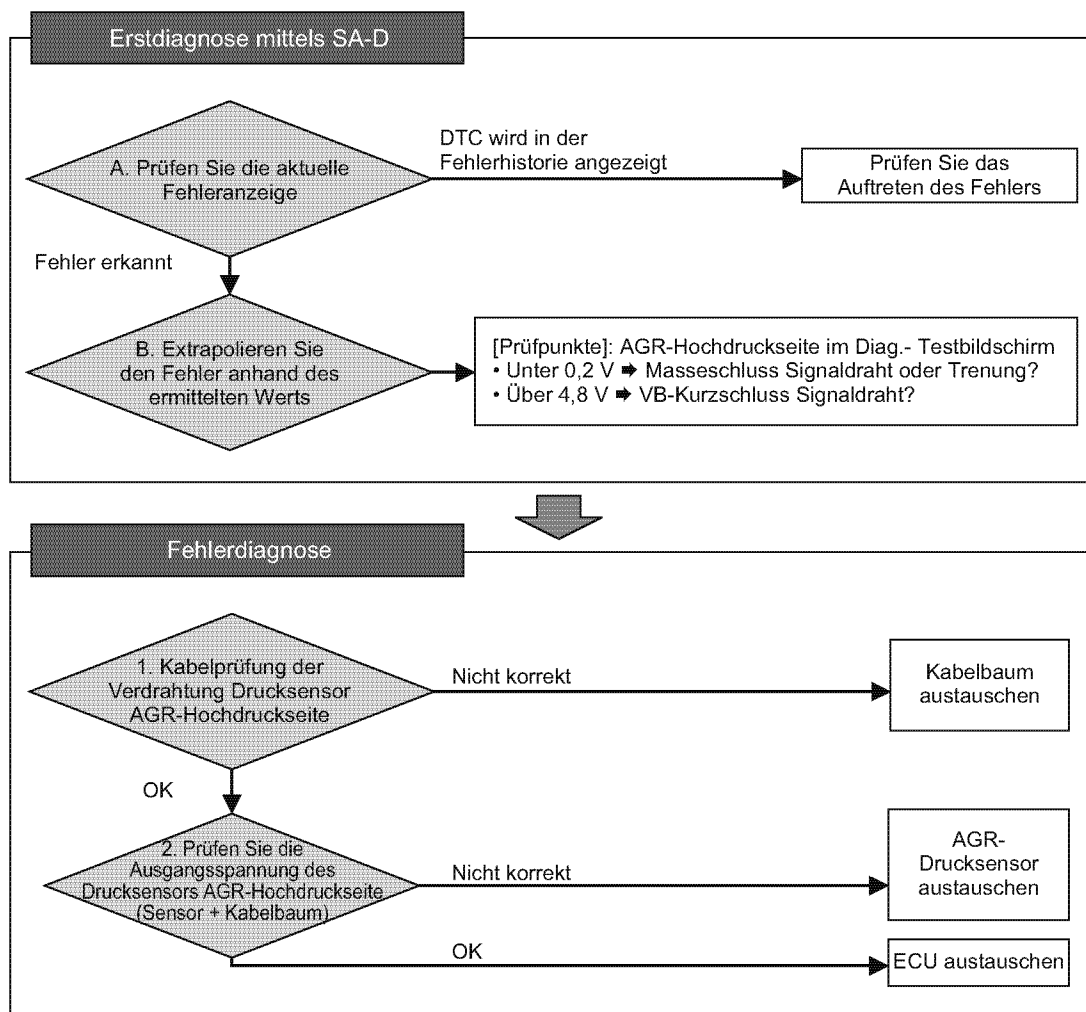 Erstdiagnose mittels SA-D
A. Prüfen Sie die aktuelle
Fehleranzeige
DTC wird in der
Fehlerhistorie angezeigt
Prüfen Sie das
Auftreten des Fehlers
Fehler erkannt
B. Extrapolieren Sie
den Fehler anhand des
ermittelten Werts
[Prüfpunkte]: AGR-Hochdruckseite im Diag.- Testbildschirm
• Unter 0,2 V ➡ Masseschluss Signaldraht oder Trenung?
• Über 4,8 V ➡ VB-Kurzschluss Signaldraht?
Fehlerdiagnose
1. Kabelprüfung der
Verdrahtung Drucksensor
AGR-Hochdruckseite
Nicht korrekt
Kabelbaum
austauschen
OK
2. Prüfen Sie die
Ausgangsspannung des
Drucksensors AGR-Hochdruckseite
(Sensor + Kabelbaum)
Nicht korrekt
AGR-
Drucksensor
austauschen
OK
ECU austauschen